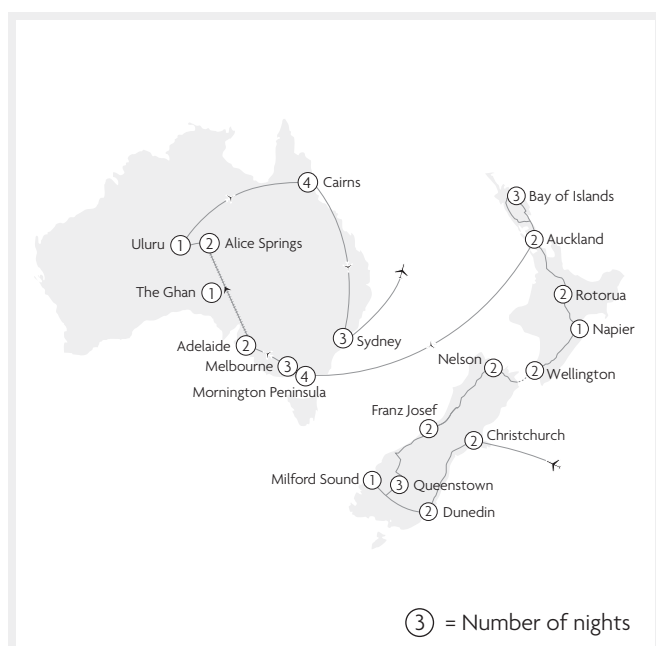 4 Cairns
3 Bay of Islands
Uluru 1
2 Alice Springs
2 Auckland
The Ghan 1
2 Rotorua
1 Napier
Adelaide 2
3 Sydney
Melbourne 3
4
Mornington Peninsula
Nelson 2
2 Wellington
Franz Josef
2
2 Christchurch
Milford Sound 1
3 Queenstown
2 Dunedin
3 = Number of nights